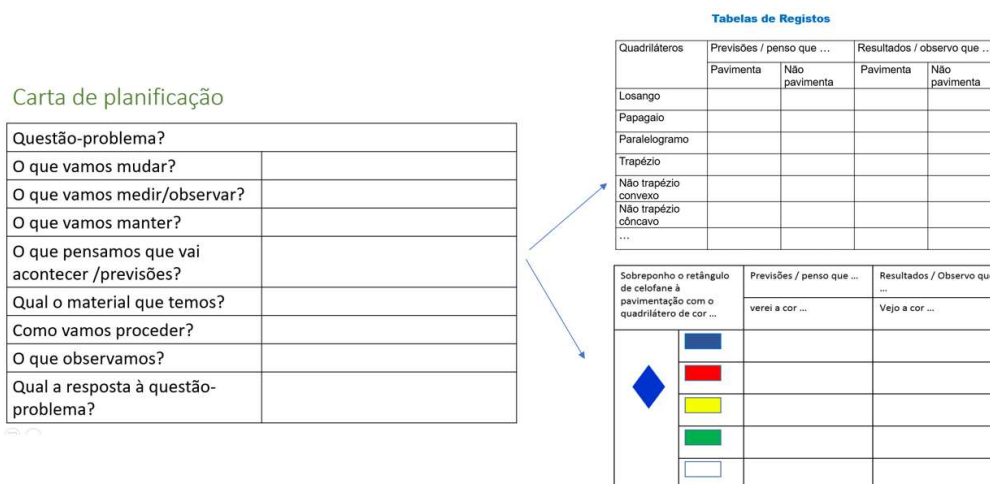 Carta de planificação
Questão-problema?
O que vamos mudar?
O que vamos medir/observar?
O que vamos manter?
O que pensamos que vai
acontecer /previsões?
Qual o material que temos?
Como vamos proceder?
O que observamos?
Qual a resposta à questão-
problema?
Tabelas de Registos
Quadriláteros
Previsões / penso que ...
Resultados / observo que ..
Pavimenta
Não
pavimenta
Pavimenta
Não
pavimenta
Losango
Papagaio
Paralelogramo
Trapézio
Não trapézio
convexo
Não trapézio
côncavo
...
Sobreponho o retângulo
de celofane à
pavimentação com o
quadrilátero de cor ...
Previsões / penso que ...
verei a cor ...
Resultados / Observo qu
...
Vejo a cor ...